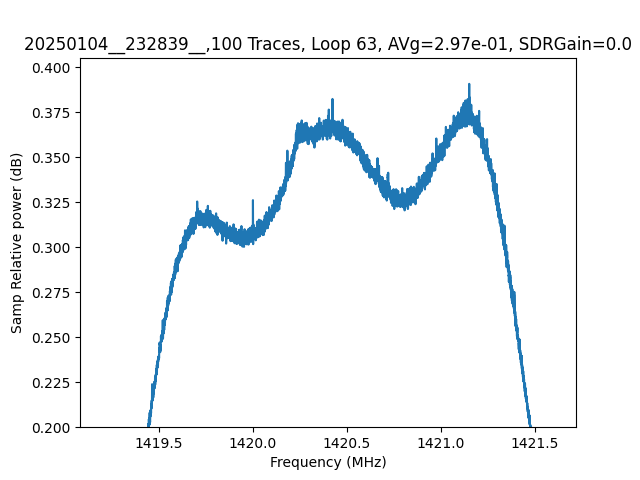 20250104__232839__,100 Traces, Loop 63, AVg=2.97e-01, SDRGain=0.0
0.400
0.375
0.350
0.325
0.300
0.275
0.250
0.225
0.200
Samp Relative power (dB)
1419.5 1420.0 1420.5 1421.0 1421.5
Frequency (MHz)